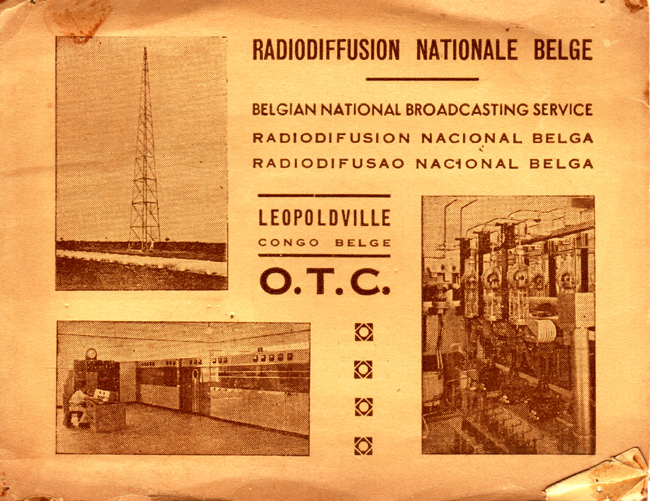 RADIODIFFUSION NATIONALE BELGE
BELGIAN NATIONAL BROADCASTING SERVICE
RADIODIFUSION NACIONAL BELGA
RADIODIFUSAO NACIONAL BELGA
LEOPOLDVILLE
CONGO BELGE
O.T.C.